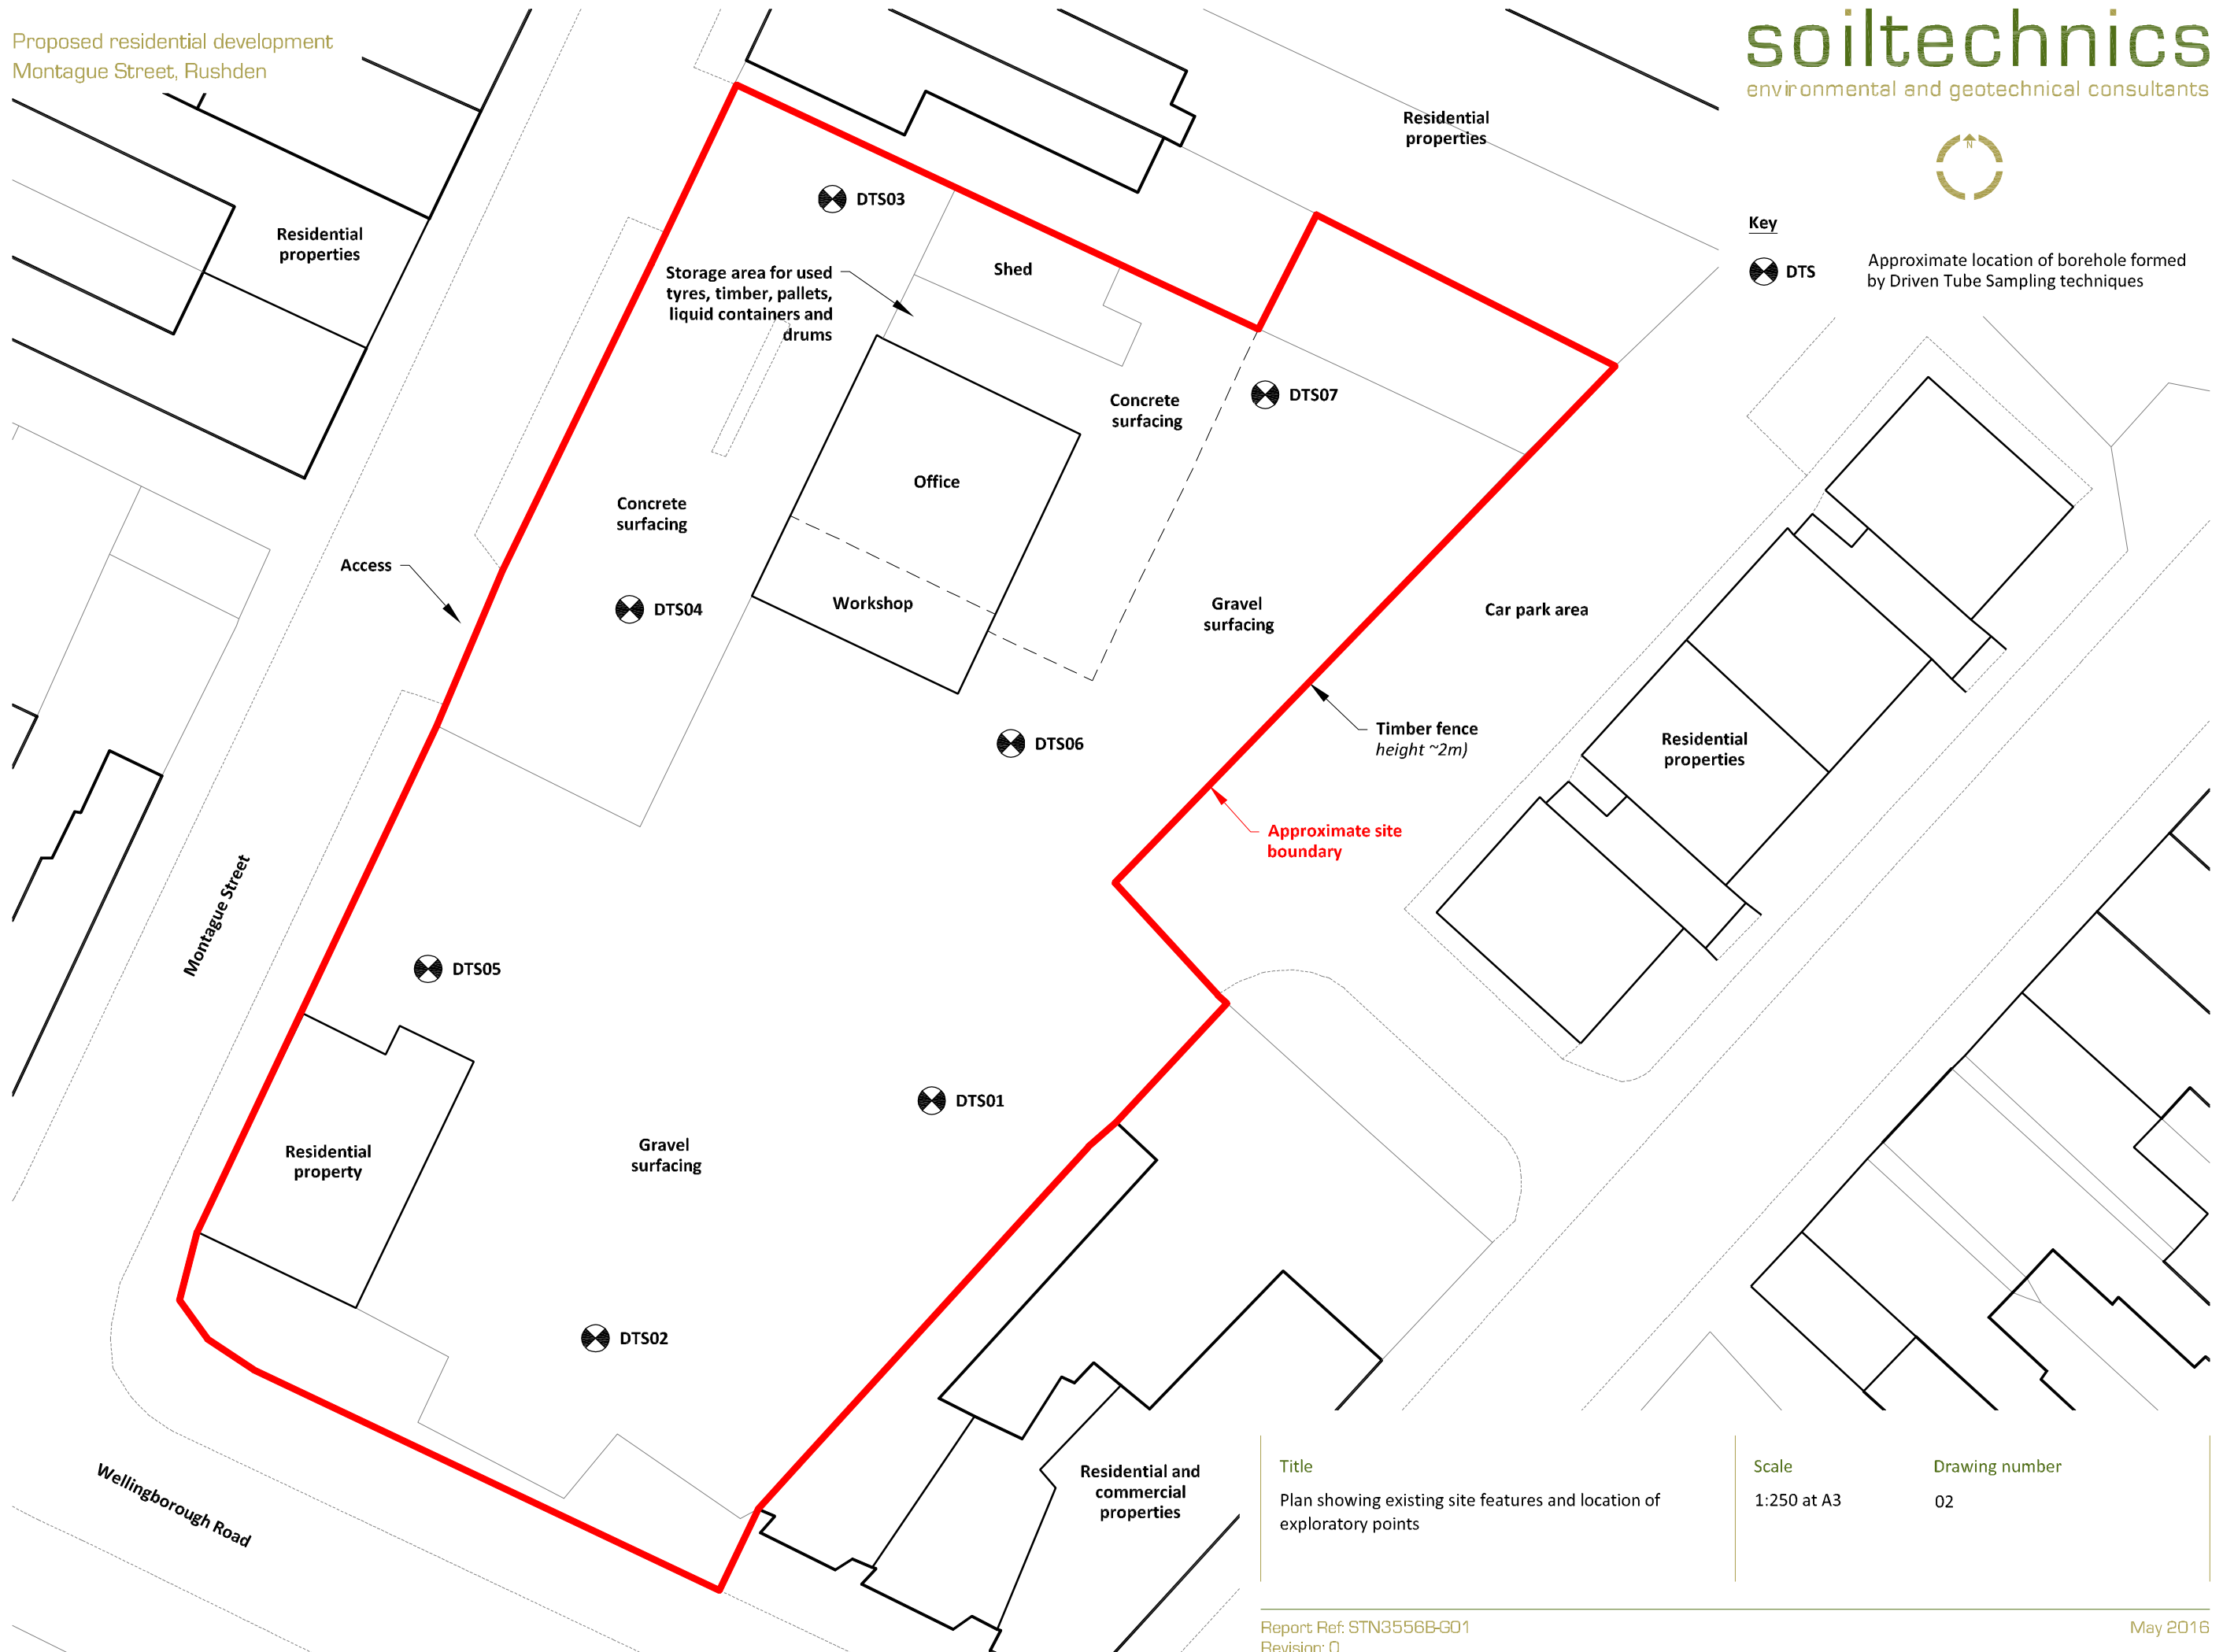 Proposed residential development
Montague Street, Rushden
soiltechnics
environmental and geotechnical consultants
N
Key
DTS
Approximate location of borehole formed
by Driven Tube Sampling techniques
Residential
properties
Residential
properties
DTS03
Storage area for used
tyres, timber, pallets,
liquid containers and
drums
Shed
Concrete
surfacing
DTS07
Office
Concrete
surfacing
Access
DTS04
Workshop
Gravel
surfacing
Car park area
Timber fence
height ~2m)
DTS06
Residential
properties
Approximate site
boundary
Montague Street
DTS05
DTS01
Gravel
surfacing
Residential
property
DTS02
Wellingborough Road
Residential and
commercial
properties
Title
Plan showing existing site features and location of
exploratory points
Scale
1:250 at A3
Drawing number
02
Report Ref: STN3556B-G01
May 2016
Revision: 0